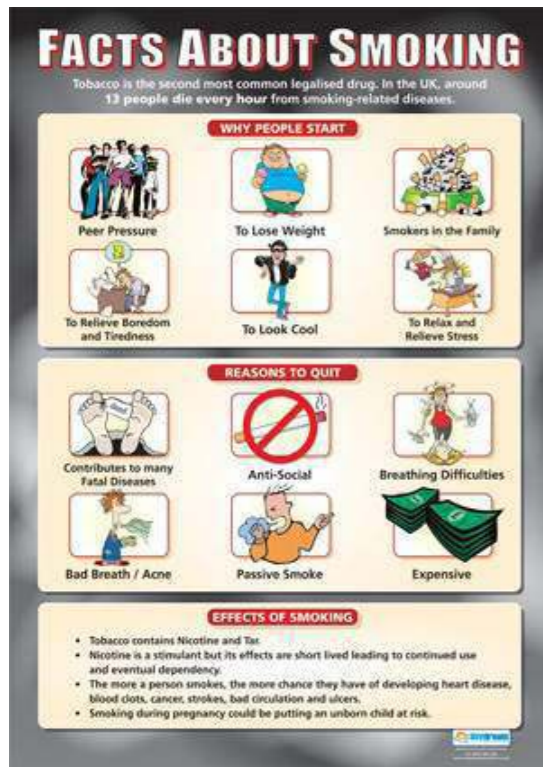 FACTS ABOUT SMOKING
Tobacco is the second most common legalised drug. In the UK, around
13 people die every hour from smoking-related diseases.
WHY PEOPLE START
Peer Pressure
To Lose Weight
Smokers in the Family
To Relieve Boredom
and Tiredness
To Look Cool
To Relax and
Relieve Stress
REASONS TO QUIT
Contributes to many
Fatal Diseases
Anti-Social
Breathing Difficulties
Bad Breath / Acne
Passive Smoke
Expensive
EFFECTS OF SMOKING
• Tobacco contains Nicotine and Tar.
• Nicotine is a stimulant but its effects are short lived leading to continued use
and eventual dependency.
• The more a person smokes, the more chance they have of developing heart disease,
blood clots, cancer, strokes, bad circulation and ulcers.
• Smoking during pregnancy could be putting an unborn child at risk.